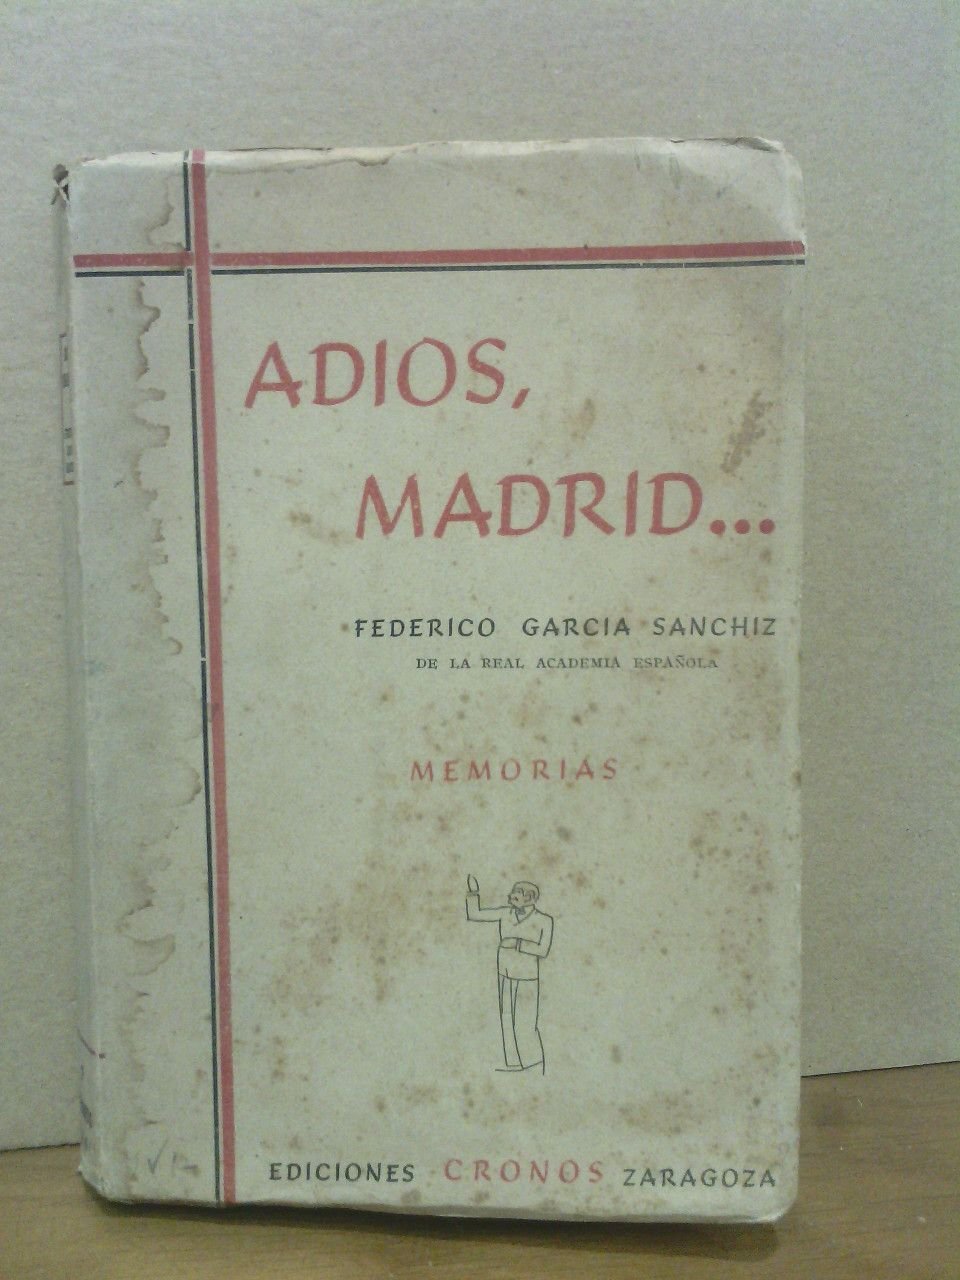 ADIOS,
MADRID...
FEDERICO GARCIA SANCHIZ
DE LA REAL ACADEMIA ESPAÑOLA
MEMORIAS
EDICIONES CRONOS ZARAGOZA